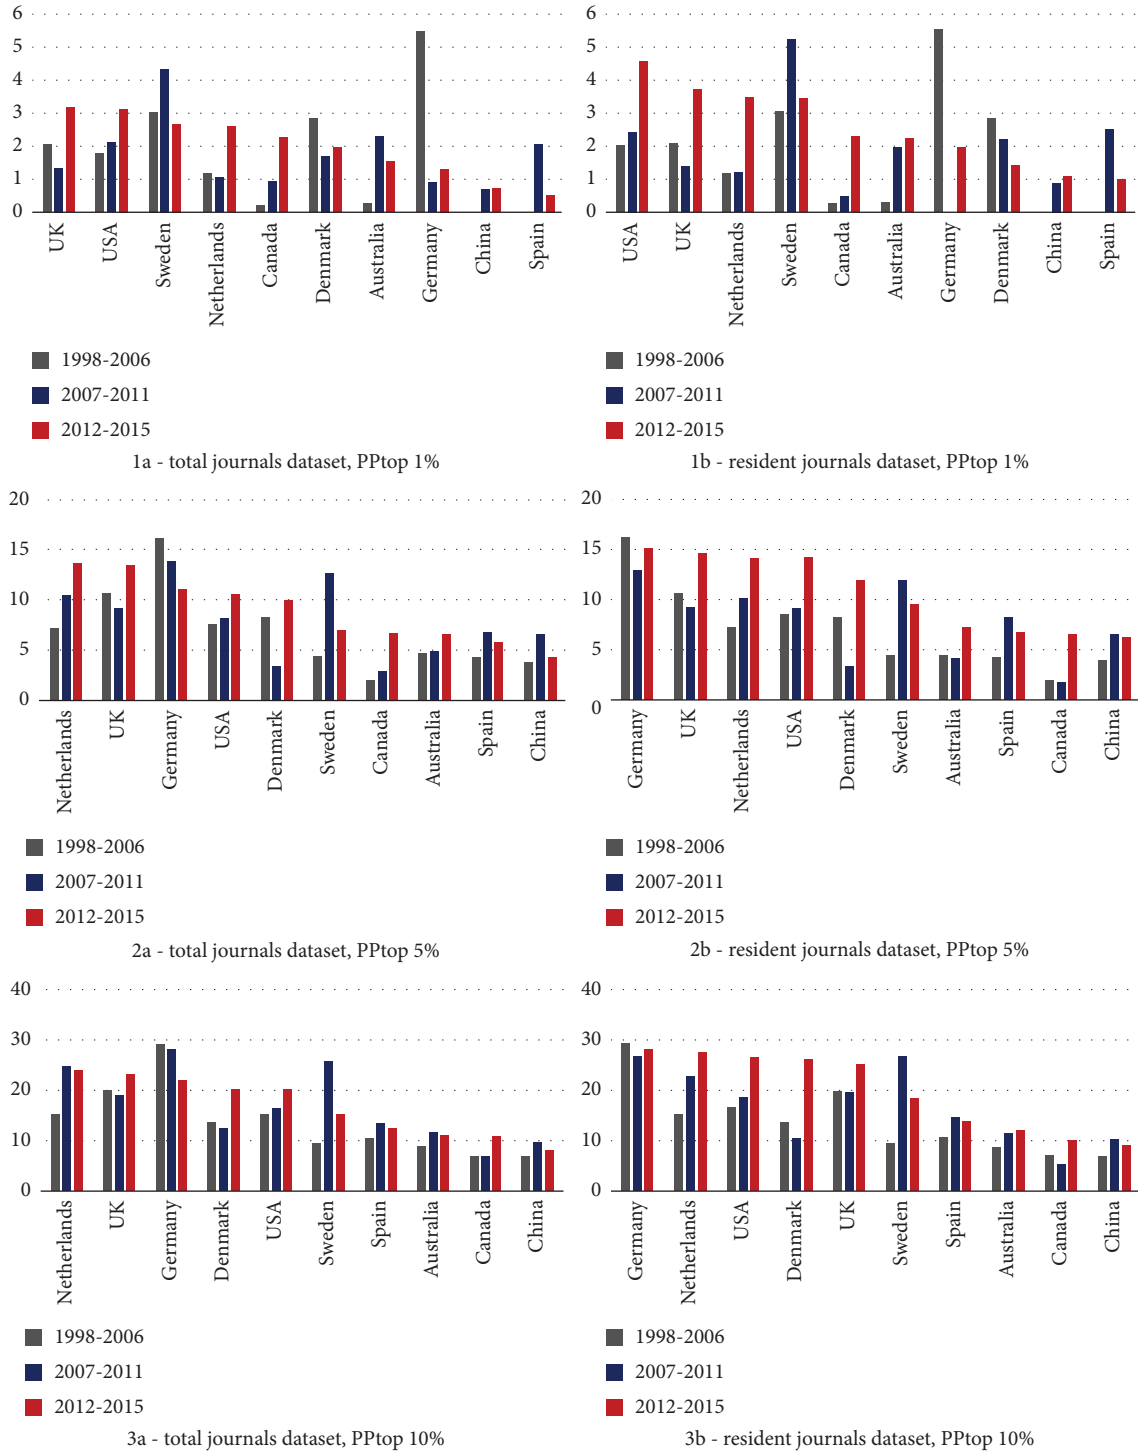 6
5
4
3
2
1
0
UK
USA
Sweden
Netherlands
Canada
Denmark
Australia
Germany
China
Spain
1998-2006
2007-2011
2012-2015
1a - total journals dataset, PPtop 1%
6
5
4
3
2
1
0
USA
UK
Netherlands
Sweden
Canada
Australia
Germany
Denmark
China
Spain
1998-2006
2007-2011
2012-2015
1b - resident journals dataset, PPtop 1%
20
15
10
5
0
Netherlands
UK
Germany
USA
Denmark
Sweden
Canada
Australia
Spain
China
1998-2006
2007-2011
2012-2015
2a - total journals dataset, PPtop 5%
20
15
10
5
0
Germany
UK
Netherlands
USA
Denmark
Sweden
Australia
Spain
Canada
China
1998-2006
2007-2011
2012-2015
2b - resident journals dataset, PPtop 5%
40
30
20
10
0
Netherlands
UK
Germany
Denmark
USA
Sweden
Spain
Australia
Canada
China
1998-2006
2007-2011
2012-2015
3a - total journals dataset, PPtop 10%
40
30
20
10
0
Germany
Netherlands
USA
Denmark
UK
Sweden
Spain
Australia
Canada
China
1998-2006
2007-2011
2012-2015
3b - resident journals dataset, PPtop 10%